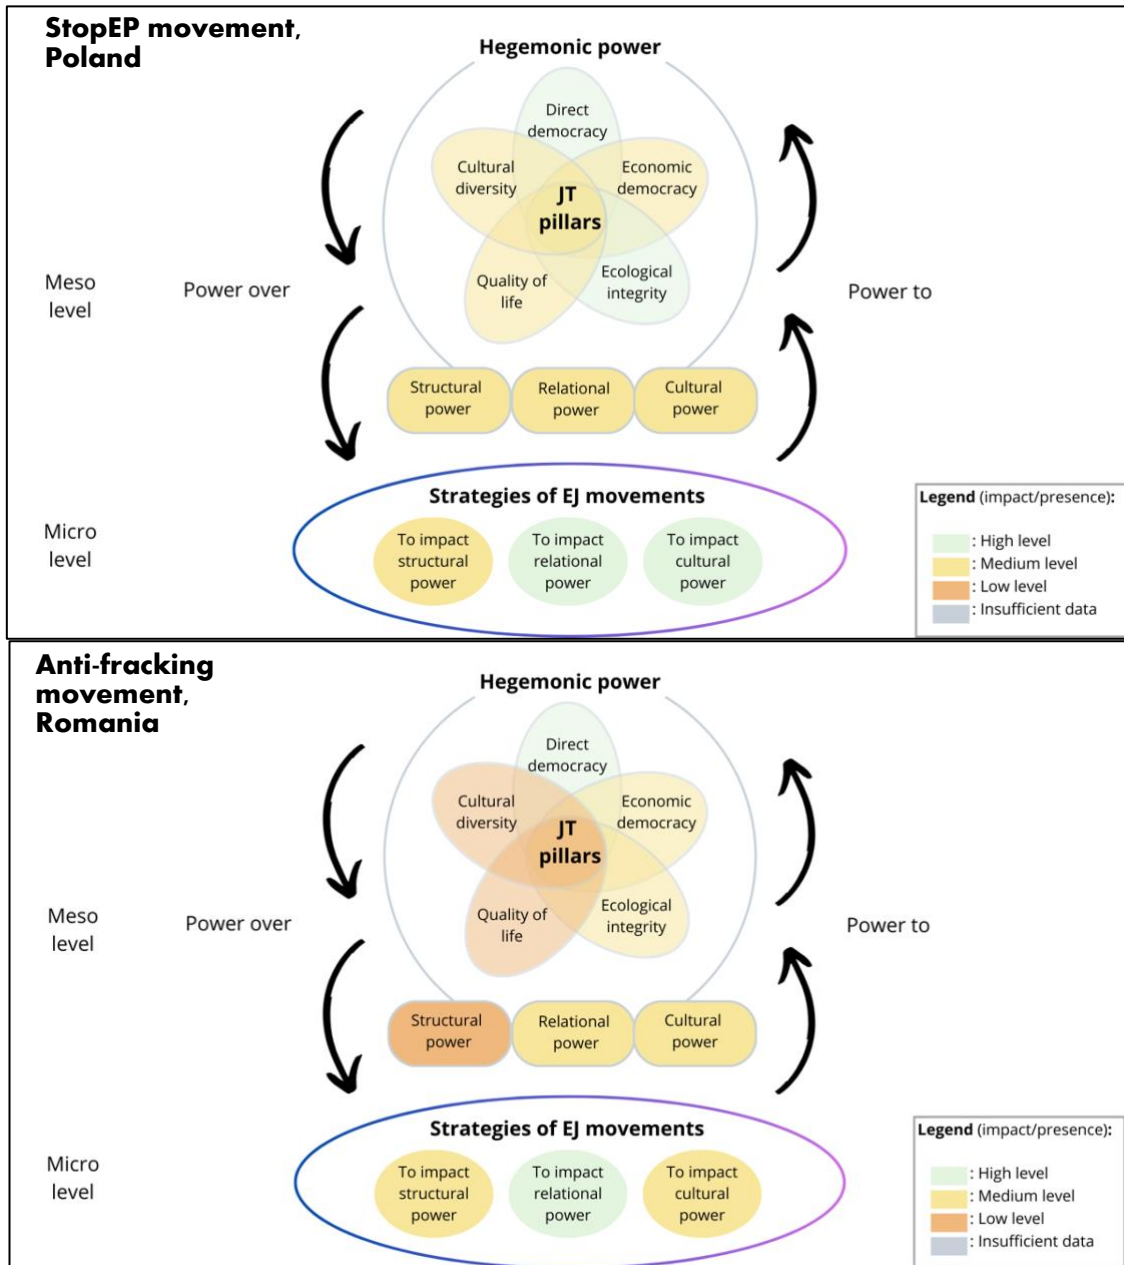 StopEP movement,
Poland
Hegemonic power
Direct
democracy
Cultural
diversity
Economic
democracy
JT
pillars
Quality of
life
Ecological
integrity
Meso
level
Power over
Power to
Structural
power
Relational
power
Cultural
power
Micro
level
Strategies of EJ movements
To impact
structural
power
To impact
relational
power
To impact
cultural
power
Legend (impact/presence):
: High level
: Medium level
: Low level
: Insufficient data
Anti-fracking
movement,
Romania
Hegemonic power
Direct
democracy
Cultural
diversity
Economic
democracy
JT
pillars
Quality of
life
Ecological
integrity
Meso
level
Power over
Power to
Structural
power
Relational
power
Cultural
power
Micro
level
Strategies of EJ movements
To impact
structural
power
To impact
relational
power
To impact
cultural
power
Legend (impact/presence):
: High level
: Medium level
: Low level
: Insufficient data